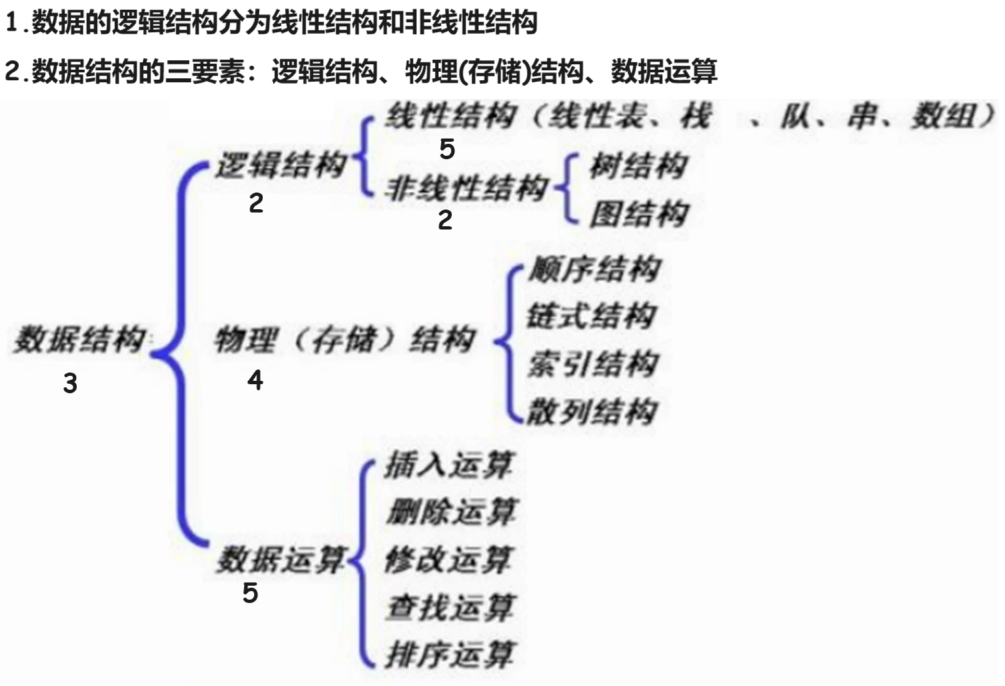 1.数据的逻辑结构分为线性结构和非线性结构
2.数据结构的三要素：逻辑结构、物理(存储)结构、数据运算
线性结构（线性表、栈 、队、串、数组）
5
逻辑结构
2
非线性结构
2
树结构
图结构
顺序结构
链式结构
数据结构:
3
物理（存储）结构
4
索引结构
散列结构
插入运算
删除运算
数据运算
5
修改运算
查找运算
排序运算